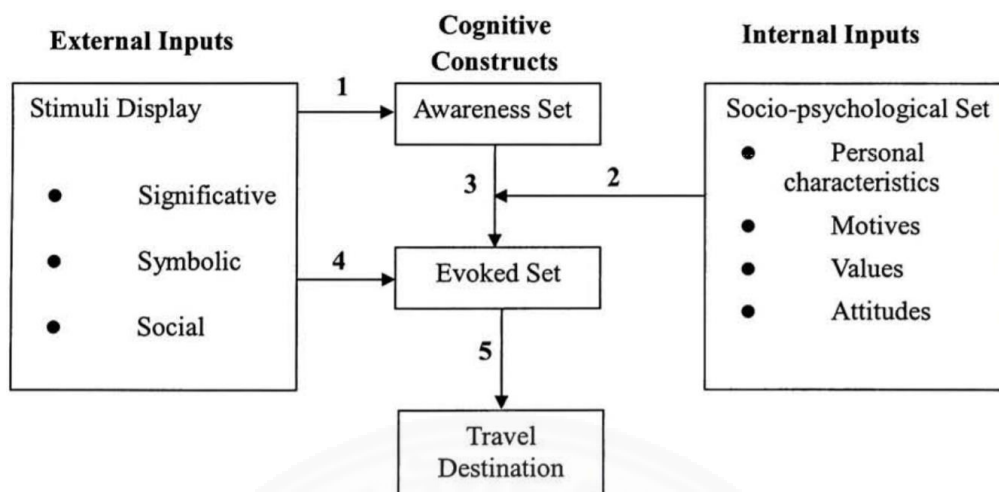 External Inputs
Cognitive
Constructs
Internal Inputs
Stimuli Display
● Significative
● Symbolic
● Social
1
Awareness Set
3
2
4
Evoked Set
5
Travel
Destination
Socio-psychological Set
● Personal
characteristics
● Motives
● Values
● Attitudes